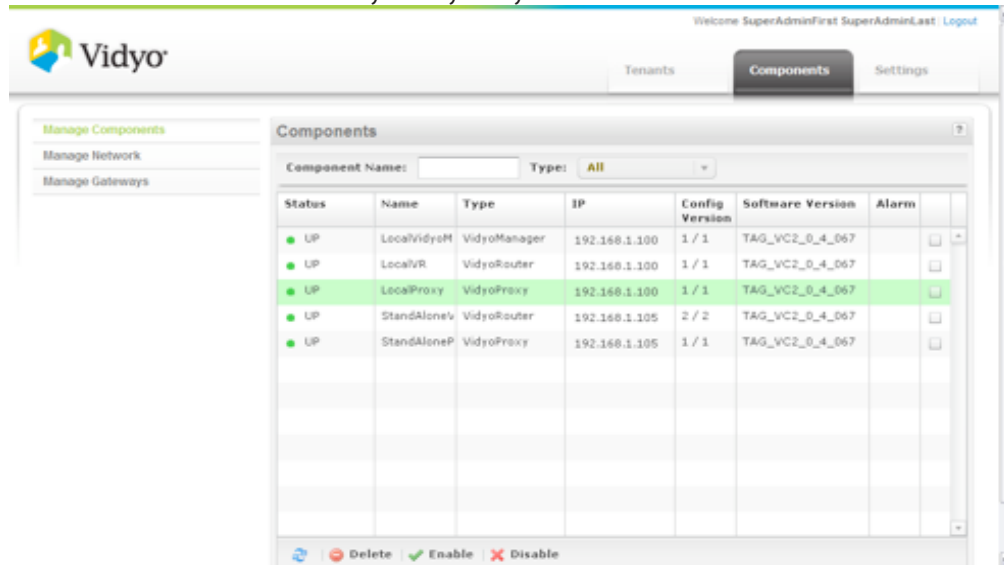 Welcome SuperAdminFirst SuperAdminLast | Logout
Vidyo
Tenants Components Settings
Manage Components
Manage Network
Manage Gateways
Components ?
Component Name: Type: All
Status Name Type IP Config Version Software Version Alarm
UP LocalVidyoM VidyoManager 192.168.1.100 1 / 1 TAG_VC2_0_4_067
UP LocalVR VidyoRouter 192.168.1.100 1 / 1 TAG_VC2_0_4_067
UP LocalProxy VidyoProxy 192.168.1.100 1 / 1 TAG_VC2_0_4_067
UP StandAloneV VidyoRouter 192.168.1.105 2 / 2 TAG_VC2_0_4_067
UP StandAloneP VidyoProxy 192.168.1.105 1 / 1 TAG_VC2_0_4_067
Delete Enable Disable